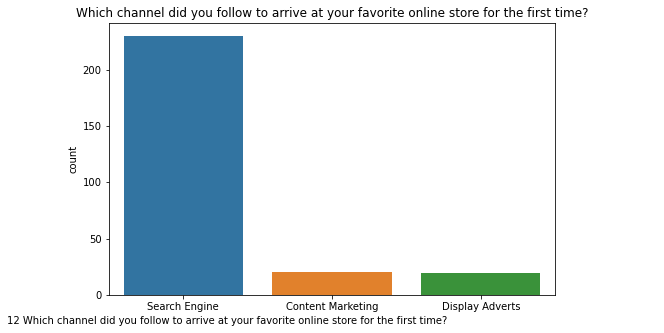 Which channel did you follow to arrive at your favorite online store for the first time?
200
150
100
50
0
count
Search Engine Content Marketing Display Adverts
12 Which channel did you follow to arrive at your favorite online store for the first time?